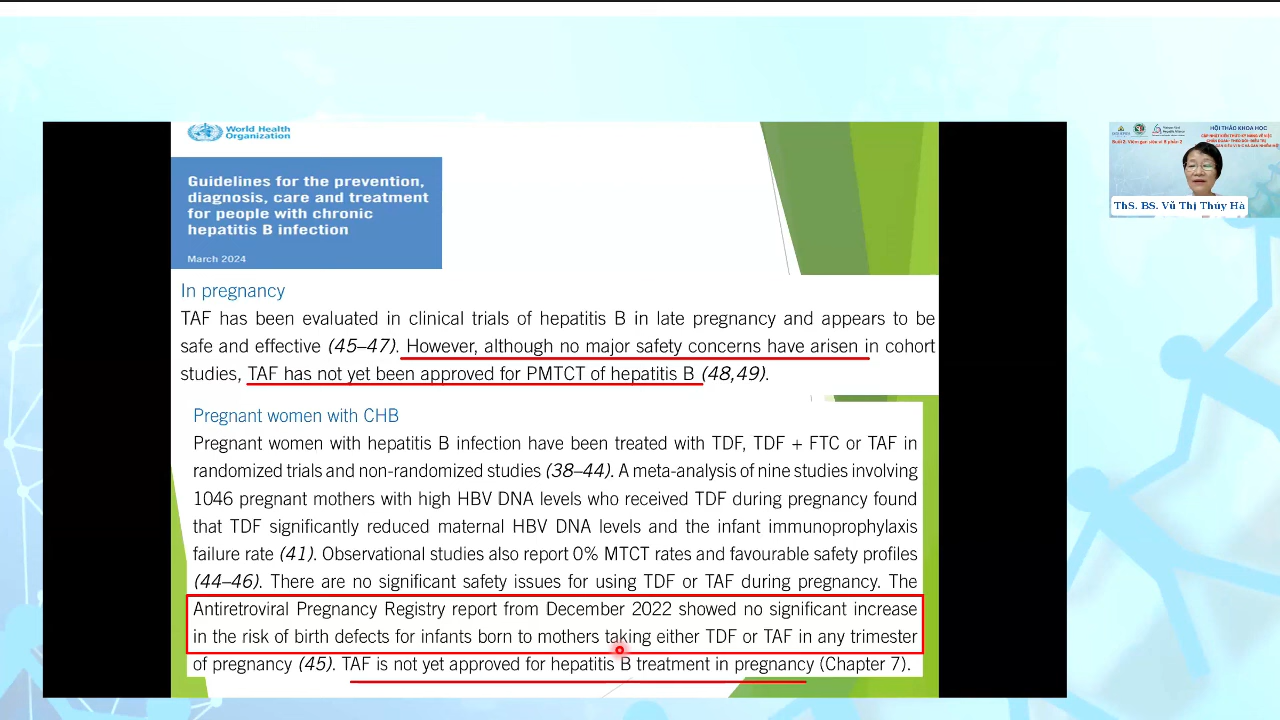 World Health
Organization
Guidelines for the prevention,
diagnosis, care and treatment
for people with chronic
hepatitis B infection
March 2024
In pregnancy
TAF has been evaluated in clinical trials of hepatitis B in late pregnancy and appears to be
safe and effective (45–47). However, although no major safety concerns have arisen in cohort
studies, TAF has not yet been approved for PMTCT of hepatitis B (48,49).
Pregnant women with CHB
Pregnant women with hepatitis B infection have been treated with TDF, TDF + FTC or TAF in
randomized trials and non-randomized studies (38–44). A meta-analysis of nine studies involving
1046 pregnant mothers with high HBV DNA levels who received TDF during pregnancy found
that TDF significantly reduced maternal HBV DNA levels and the infant immunoprophylaxis
failure rate (41). Observational studies also report 0% MTCT rates and favourable safety profiles
(44–46). There are no significant safety issues for using TDF or TAF during pregnancy. The
Antiretroviral Pregnancy Registry report from December 2022 showed no significant increase
in the risk of birth defects for infants born to mothers taking either TDF or TAF in any trimester
of pregnancy (45). TAF is not yet approved for hepatitis B treatment in pregnancy (Chapter 7).
HỘI THẢO KHOA HỌC
ThS. BS. Vũ Thị Thúy Hà